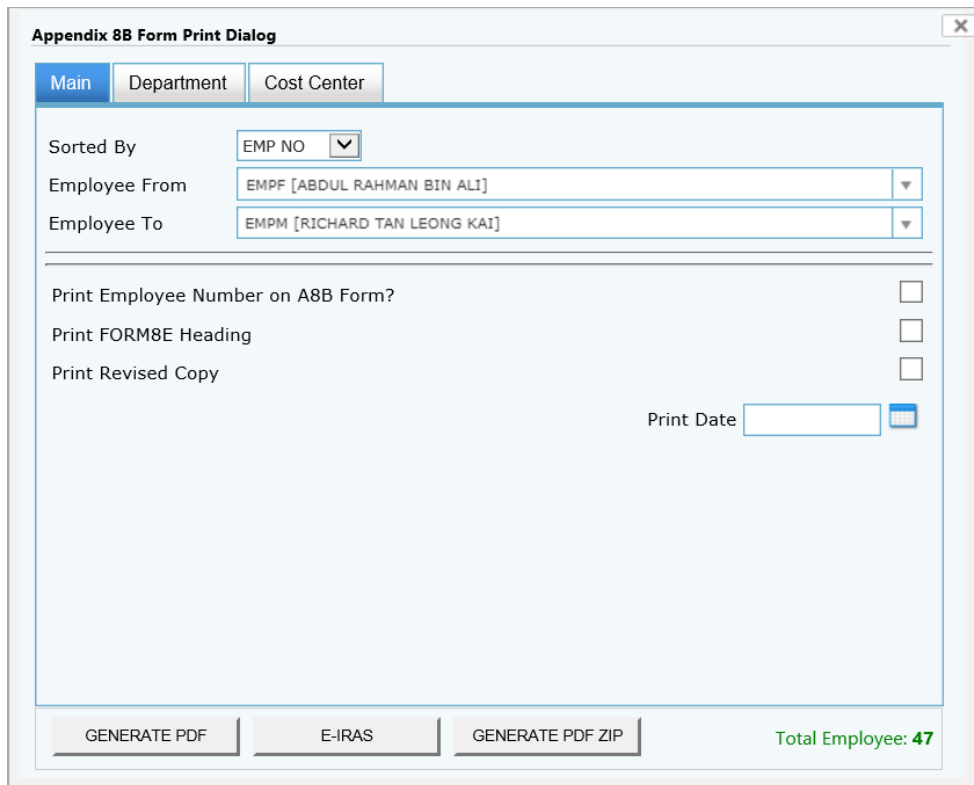 Appendix 8B Form Print Dialog
Main Department Cost Center
Sorted By EMP NO
Employee From EMPF [ABDUL RAHMAN BIN ALI]
Employee To EMPM [RICHARD TAN LEONG KAI]
Print Employee Number on A8B Form?
Print FORM8E Heading
Print Revised Copy
Print Date
GENERATE PDF E-IRAS GENERATE PDF ZIP Total Employee: 47